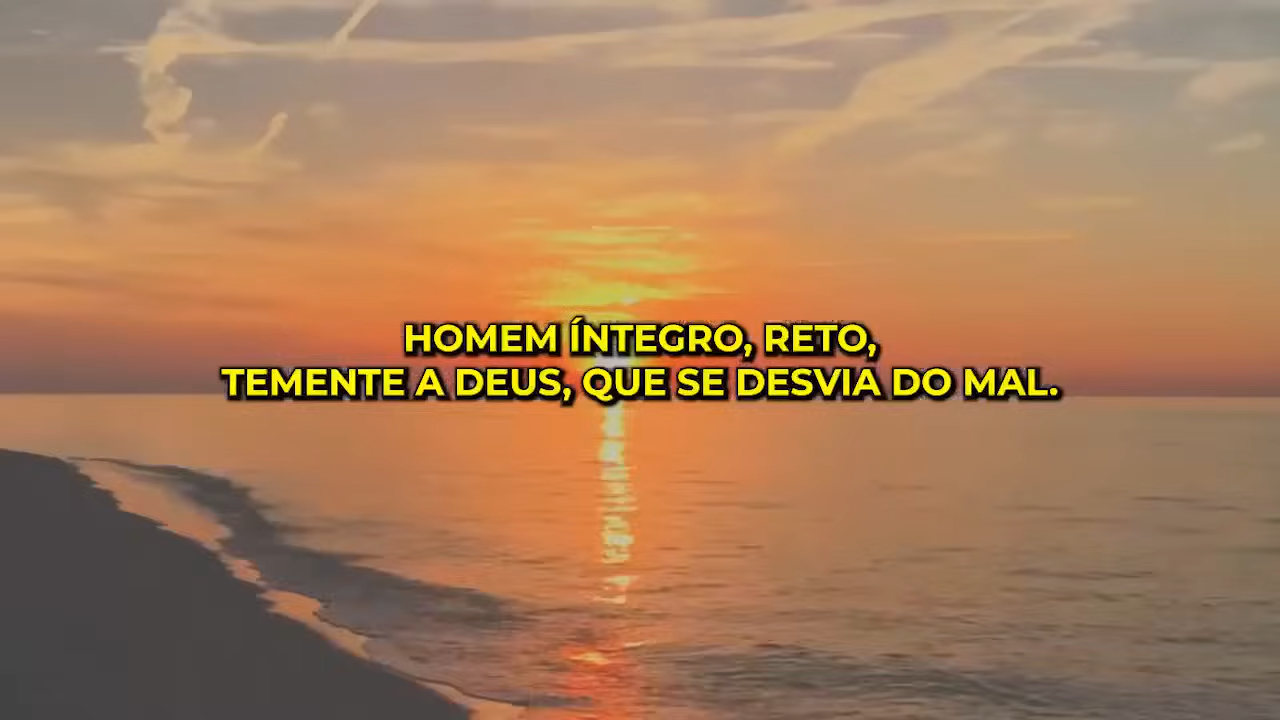 HOMEM ÍNTEGRO, RETO,
TEMENTE A DEUS, QUE SE DESVIA DO MAL.